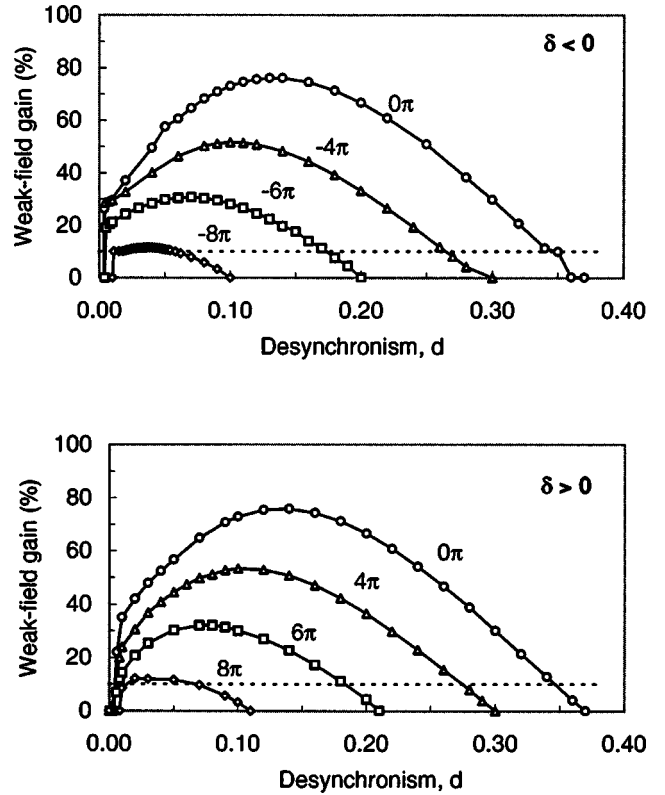 100
80
60
40
20
0
Weak-field gain (%)
δ < 0
0π
-4π
-6π
-8π
0.00
0.10
0.20
0.30
0.40
Desynchronism, d
100
80
60
40
20
0
Weak-field gain (%)
δ > 0
0π
4π
6π
8π
0.00
0.10
0.20
0.30
0.40
Desynchronism, d